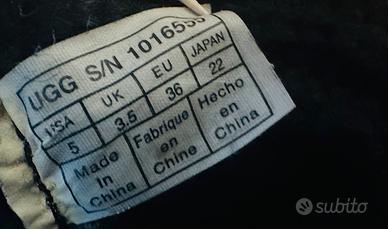 UGG S/N 1016555
USA UK EU JAPAN
5 3.5 36 22
Made in China
Fabrique en Chine
Hecho en China
subito